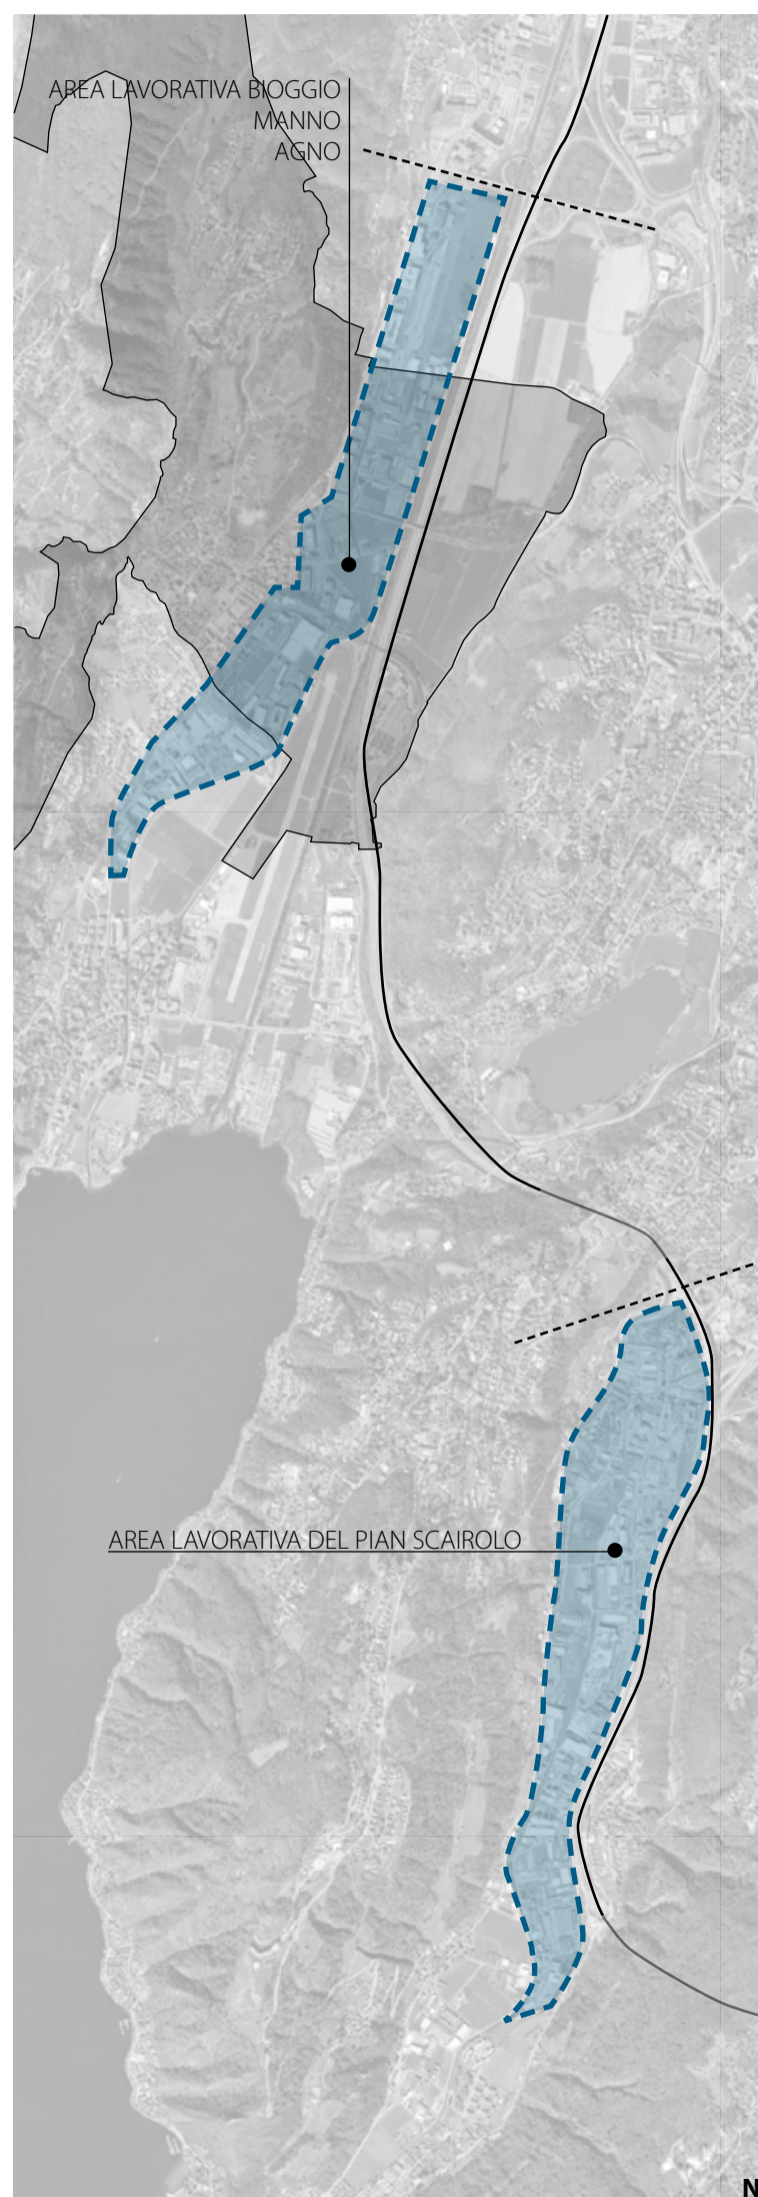 AREA LAVORATIVA BIOGGIO
MANNO
AGNO
AREA LAVORATIVA DEL PIAN SCAIROLO
N